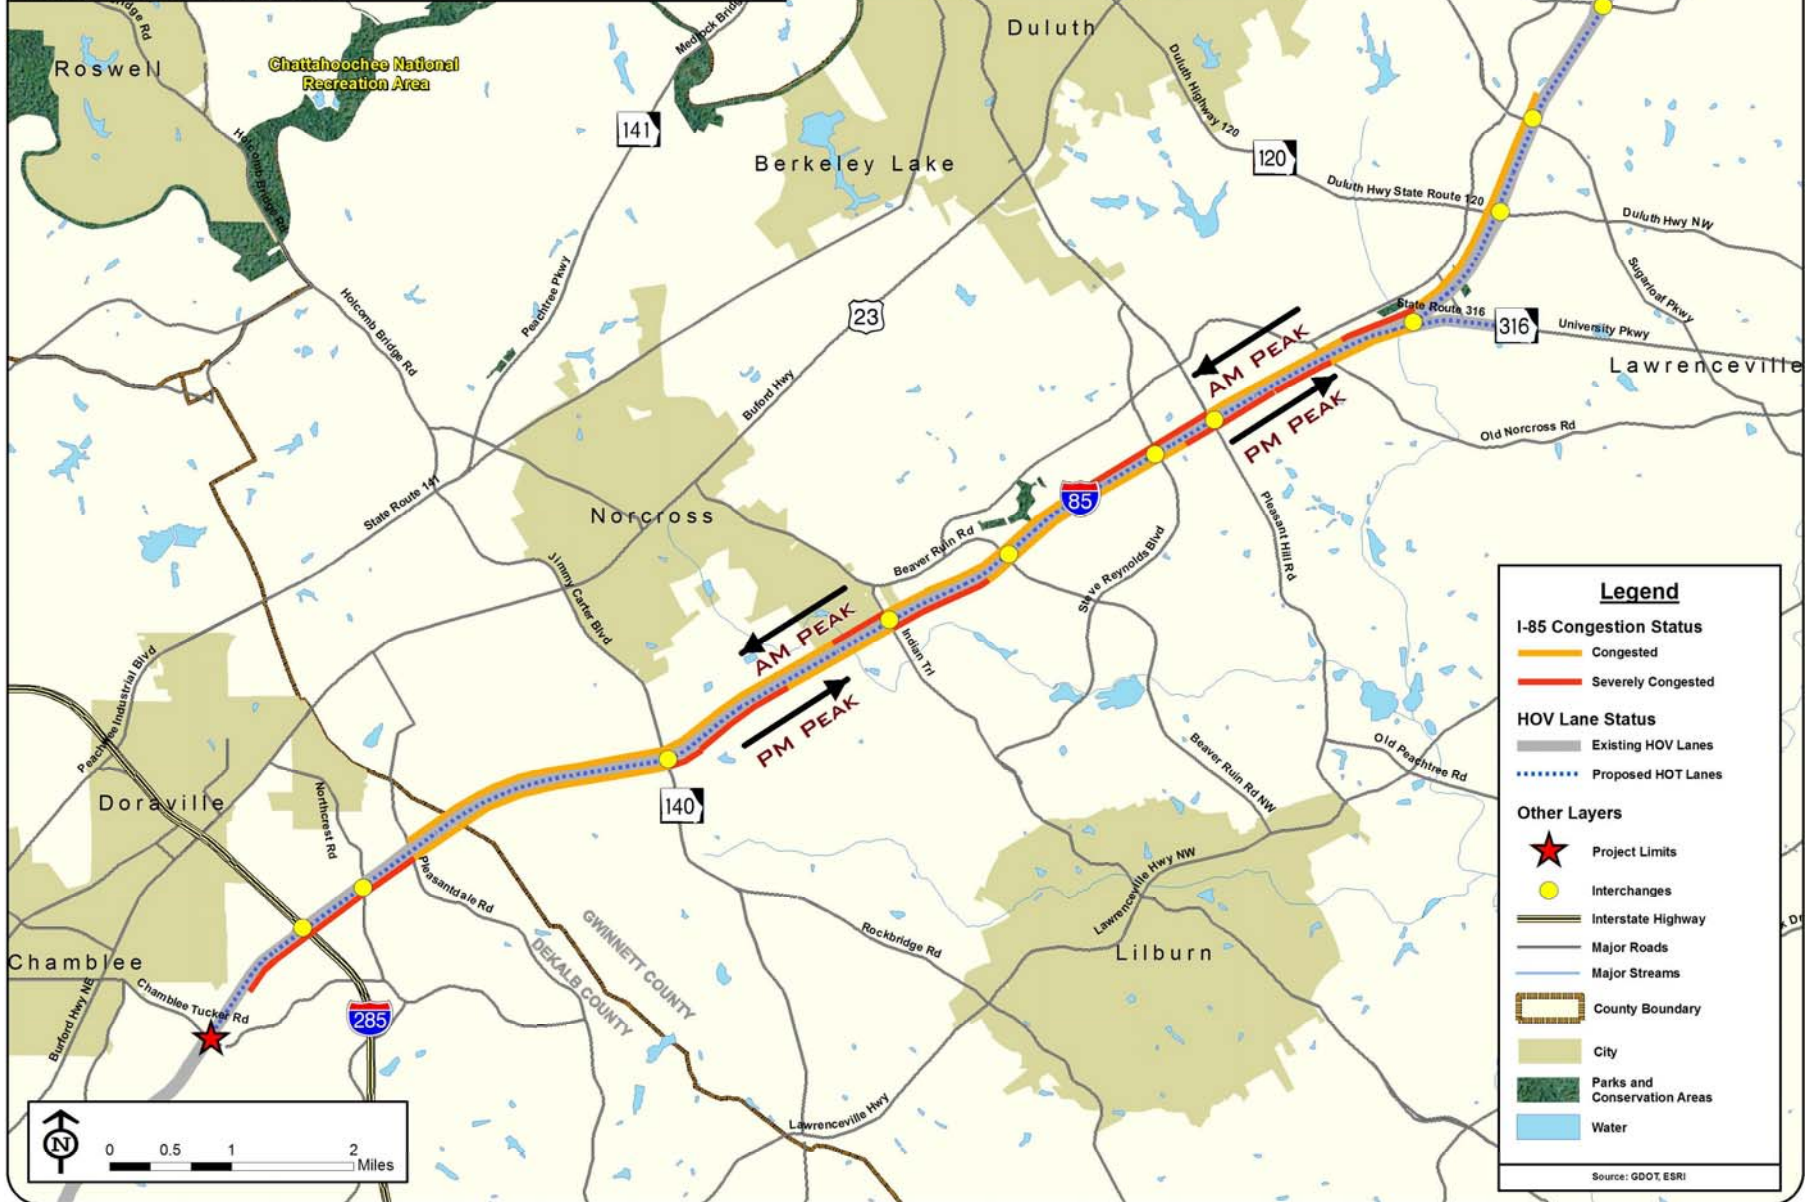 Duluth
Medlock Bridg
idge Rd
Roswell
Chattahoochee National
Recreation Area
141
Duluth Highway 120
Berkeley Lake
120
Holcomb Bridge Rd
Duluth Hwy State Route 120
Duluth Hwy NW
Sugarloaf Pkwy
Peachtree Pkwy
Holcomb Bridge Rd
23
State Route 316
316
University Pkwy
Lawrenceville
AM PEAK
PM PEAK
Buford Hwy
Old Norcross Rd
State Route 141
Norcross
85
Pleasant Hill Rd
Beaver Ruin Rd
Steve Reynolds Blvd
Jimmy Carter Blvd
AM PEAK
Indian Trl
PM PEAK
Peachtree Industrial Blvd
Old Peachtree Rd
Beaver Ruin Rd NW
Doraville
Northcrest Rd
140
Pleasantdale Rd
Lawrenceville Hwy NW
GWINNETT COUNTY
DEKALB COUNTY
Rockbridge Rd
Lilburn
k Dr
Chamblee
Chamblee Tucker Rd
Burford Hwy NE
285
Lawrenceville Hwy
N
0 0.5 1 2
Miles
Legend
I-85 Congestion Status
Congested
Severely Congested
HOV Lane Status
Existing HOV Lanes
Proposed HOT Lanes
Other Layers
Project Limits
Interchanges
Interstate Highway
Major Roads
Major Streams
County Boundary
City
Parks and
Conservation Areas
Water
Source: GDOT, ESRI